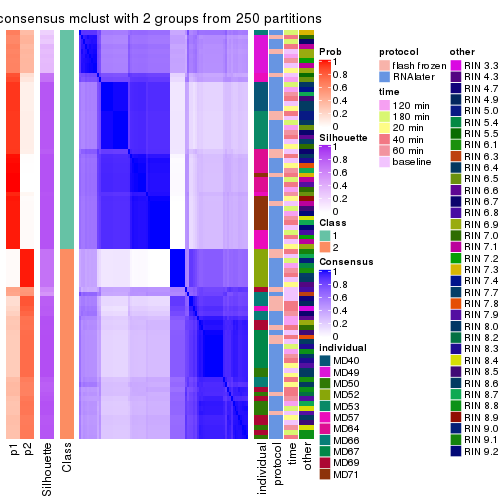 consensus mclust with 2 groups from 250 partitions
p1
p2
Silhouette
Class
individual
protocol
time
other
Prob
1
0.8
0.6
0.4
0.2
0
Silhouette
1
0.8
0.6
0.4
0.2
0
Class
1
2
Consensus
1
0.8
0.6
0.4
0.2
0
individual
MD40
MD49
MD50
MD52
MD53
MD57
MD64
MD66
MD67
MD69
MD71
protocol
flash frozen
RNAlater
time
120 min
180 min
20 min
40 min
60 min
baseline
other
RIN 3.3
RIN 4.3
RIN 4.7
RIN 4.9
RIN 5.0
RIN 5.4
RIN 5.5
RIN 6.1
RIN 6.3
RIN 6.4
RIN 6.5
RIN 6.6
RIN 6.7
RIN 6.8
RIN 6.9
RIN 7.0
RIN 7.1
RIN 7.2
RIN 7.3
RIN 7.4
RIN 7.7
RIN 7.8
RIN 7.9
RIN 8.0
RIN 8.2
RIN 8.3
RIN 8.4
RIN 8.5
RIN 8.6
RIN 8.7
RIN 8.8
RIN 8.9
RIN 9.0
RIN 9.1
RIN 9.2